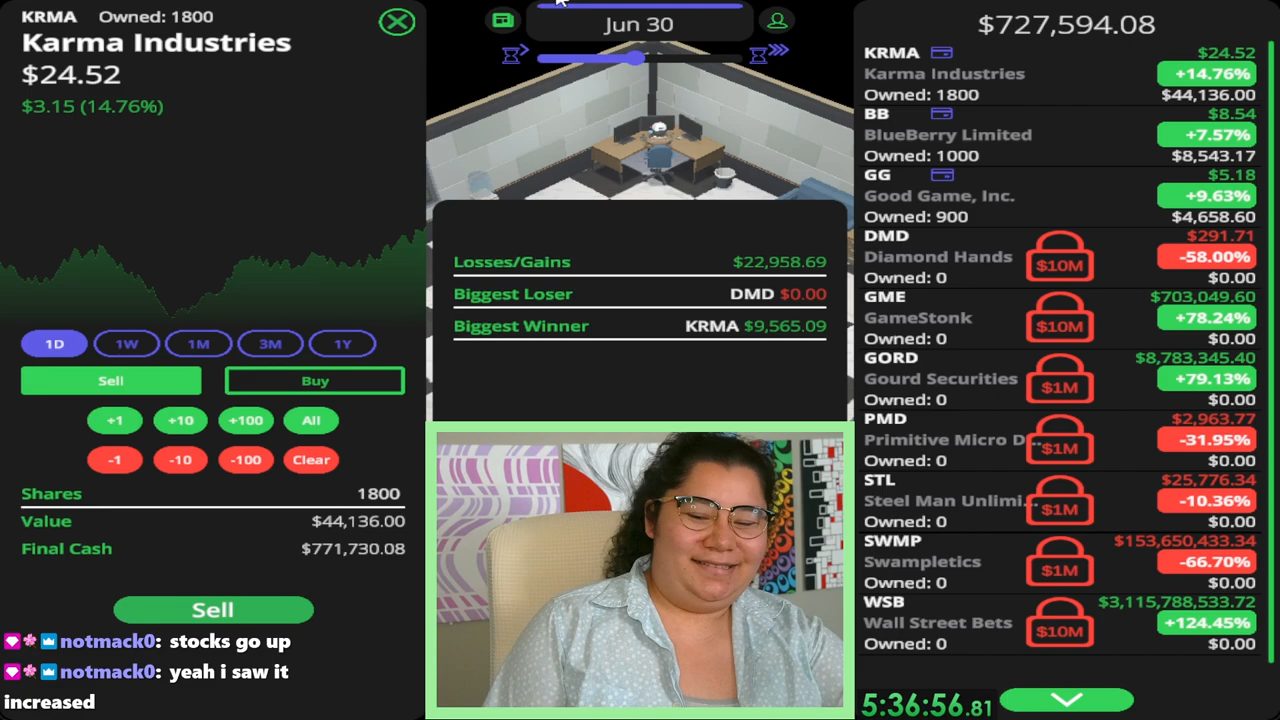 KRMA Owned: 1800
Karma Industries
$24.52
$3.15 (14.76%)
1D 1W 1M 3M 1Y
Sell Buy
+1 +10 +100 All
-1 -10 -100 Clear
Shares 1800
Value $44,136.00
Final Cash $771,730.08
Sell
notmack0: stocks go up
notmack0: yeah i saw it
increased
Jun 30
Losses/Gains $22,958.69
Biggest Loser DMD $0.00
Biggest Winner KRMA $9,565.09
$727,594.08
KRMA $24.52
Karma Industries +14.76%
Owned: 1800 $44,136.00
BB $8.54
BlueBerry Limited +7.57%
Owned: 1000 $8,543.17
GG $5.18
Good Game, Inc. +9.63%
Owned: 900 $4,658.60
DMD $291.71
Diamond Hands $10M -58.00%
Owned: 0 $0.00
GME $703,049.60
GameStonk $10M +78.24%
Owned: 0 $0.00
GORD $8,783,345.40
Gourd Securities $1M +79.13%
Owned: 0 $0.00
PMD $2,963.77
Primitive Micro D... $1M -31.95%
Owned: 0 $0.00
STL $25,776.34
Steel Man Unlimi... $1M -10.36%
Owned: 0 $0.00
SWMP $153,650,433.34
Swampletics $1M -66.70%
Owned: 0 $0.00
WSB $3,115,788,533.72
Wall Street Bets $10M +124.45%
Owned: 0 $0.00
5:36:56.81